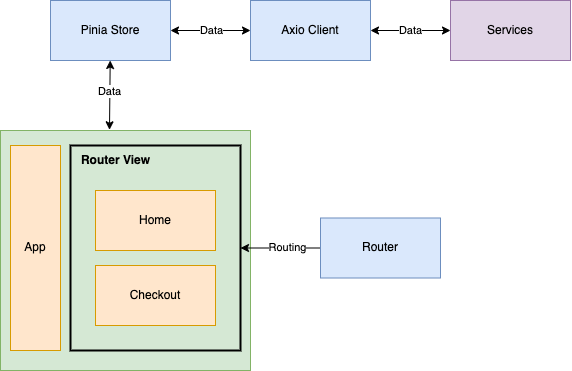 Pinia Store
Data
Axio Client
Data
Services
Data
Router View
App
Home
Routing
Router
Checkout